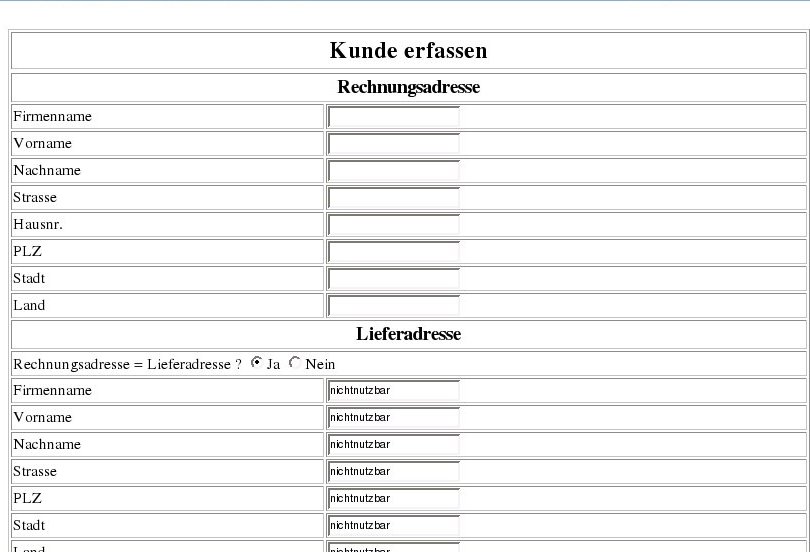 Kunde erfassen
Rechnungsadresse
Firmenname
Vorname
Nachname
Strasse
Hausnr.
PLZ
Stadt
Land
Lieferadresse
Rechnungsadresse = Lieferadresse ? Ja Nein
Firmenname nichtnutzbar
Vorname nichtnutzbar
Nachname nichtnutzbar
Strasse nichtnutzbar
PLZ nichtnutzbar
Stadt nichtnutzbar
Land nichtnutzbar